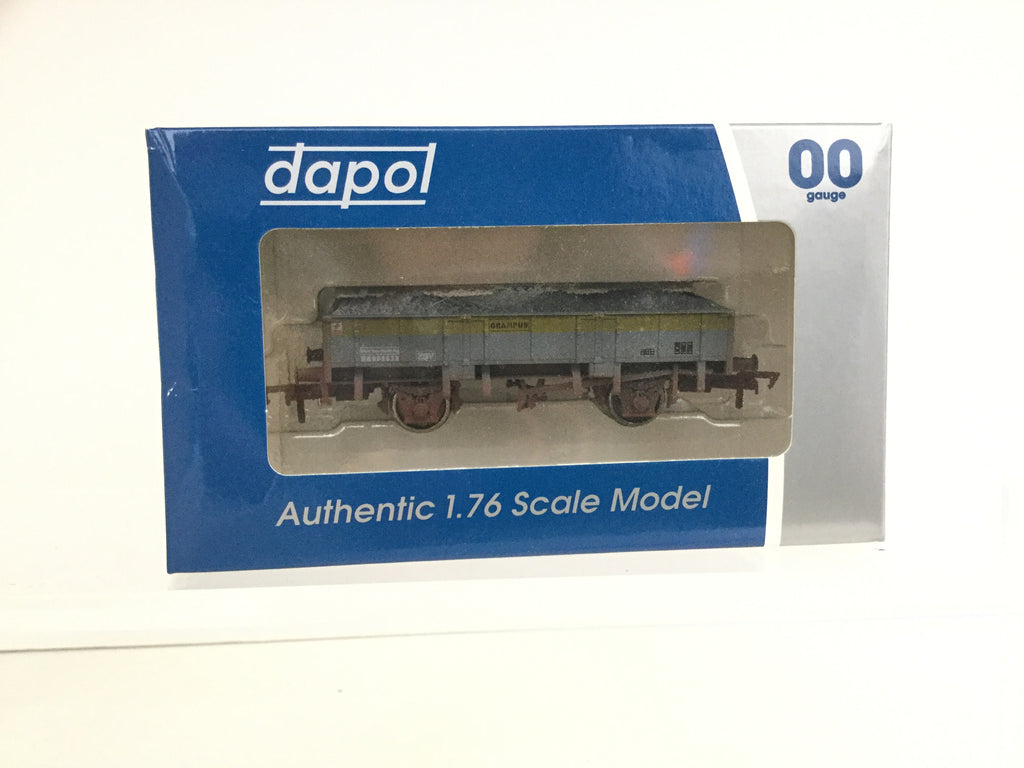 dapol
00
gauge
GRAMPUS
Authentic 1.76 Scale Model